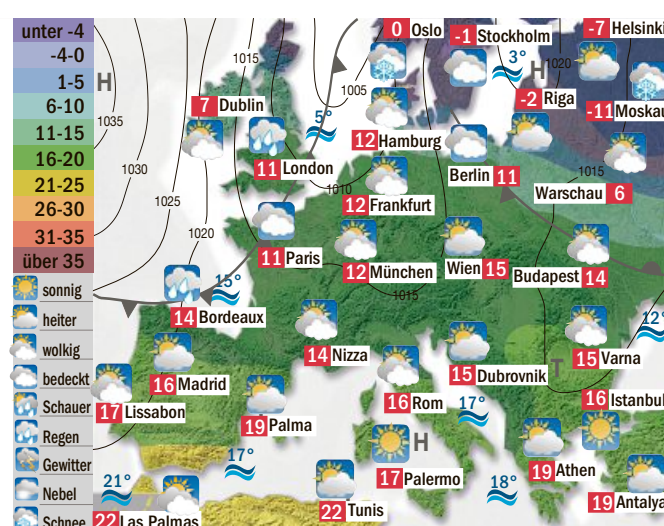 unter -4
-4-0
1-5
6-10
11-15
16-20
21-25
26-30
31-35
über 35
sonnig
heiter
wolkig
bedeckt
Schauer
Regen
Gewitter
Nebel
Schnee
H
1035
1030
1025
1020
1015
1005
0 Oslo
-1 Stockholm
3°
H
1020
-7 Helsinki
7 Dublin
5°
-2 Riga
-11 Moskau
11 London
12 Hamburg
Berlin 11
1015
1010
12 Frankfurt
Warschau 6
11 Paris
12 München
Wien 15
Budapest 14
15°
1015
14 Bordeaux
12°
14 Nizza
15 Dubrovnik
T
15 Varna
16 Madrid
17 Lissabon
16 Rom
17°
16 Istanbul
19 Palma
H
17°
17 Palermo
19 Athen
21°
18°
22 Las Palmas
22 Tunis
19 Antalya